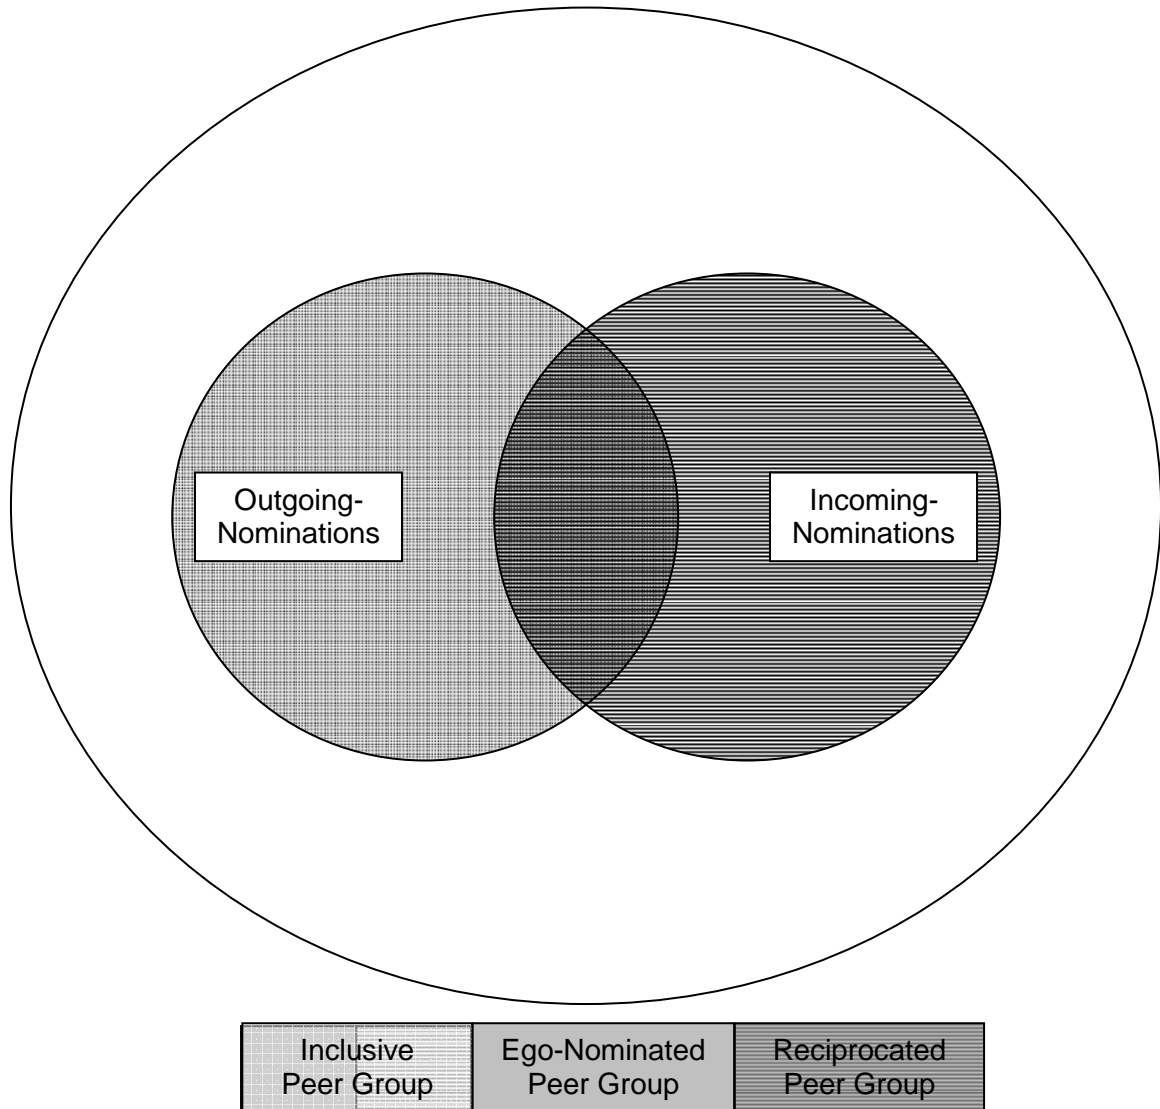 Outgoing-
Nominations
Incoming-
Nominations
Inclusive
Peer Group
Ego-Nominated
Peer Group
Reciprocated
Peer Group